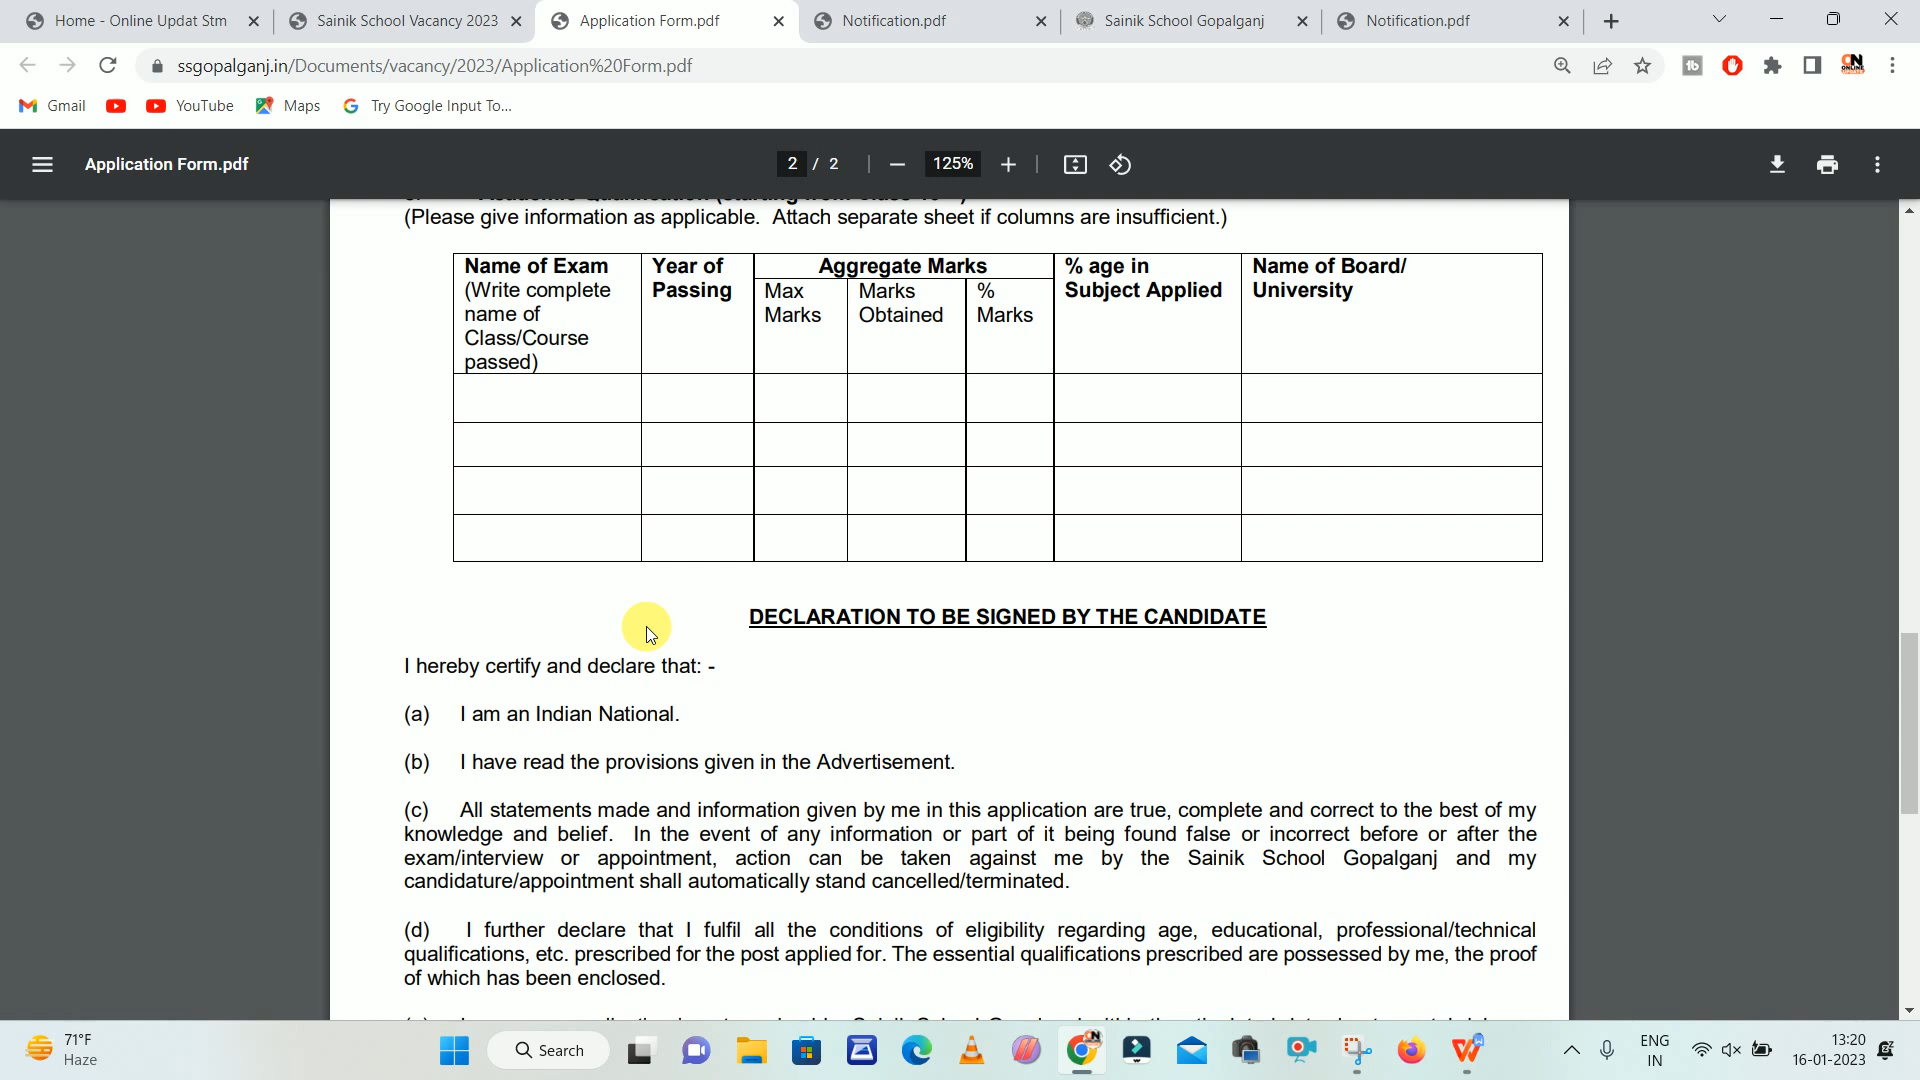 Home - Online Updat Stm
Sainik School Vacancy 2023
Application Form.pdf
Notification.pdf
Sainik School Gopalganj
Notification.pdf
ssgopalganj.in/Documents/vacancy/2023/Application%20Form.pdf
Gmail
YouTube
Maps
Try Google Input To...
Application Form.pdf
2 / 2
125%
(Please give information as applicable. Attach separate sheet if columns are insufficient.)
Name of Exam
(Write complete
name of
Class/Course
passed)
Year of
Passing
Aggregate Marks
Max
Marks
Marks
Obtained
%
Marks
% age in
Subject Applied
Name of Board/
University
DECLARATION TO BE SIGNED BY THE CANDIDATE
I hereby certify and declare that: -
(a) I am an Indian National.
(b) I have read the provisions given in the Advertisement.
(c) All statements made and information given by me in this application are true, complete and correct to the best of my
knowledge and belief. In the event of any information or part of it being found false or incorrect before or after the
exam/interview or appointment, action can be taken against me by the Sainik School Gopalganj and my
candidature/appointment shall automatically stand cancelled/terminated.
(d) I further declare that I fulfil all the conditions of eligibility regarding age, educational, professional/technical
qualifications, etc. prescribed for the post applied for. The essential qualifications prescribed are possessed by me, the proof
of which has been enclosed.
71°F
Haze
Search
ENG
IN
13:20
16-01-2023